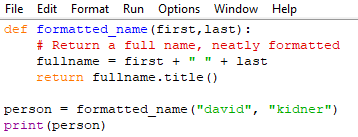 File Edit Format Run Options Window Help
def formatted_name(first,last):
    # Return a full name, neatly formatted
    fullname = first + " " + last
    return fullname.title()
person = formatted_name("david", "kidner")
print(person)